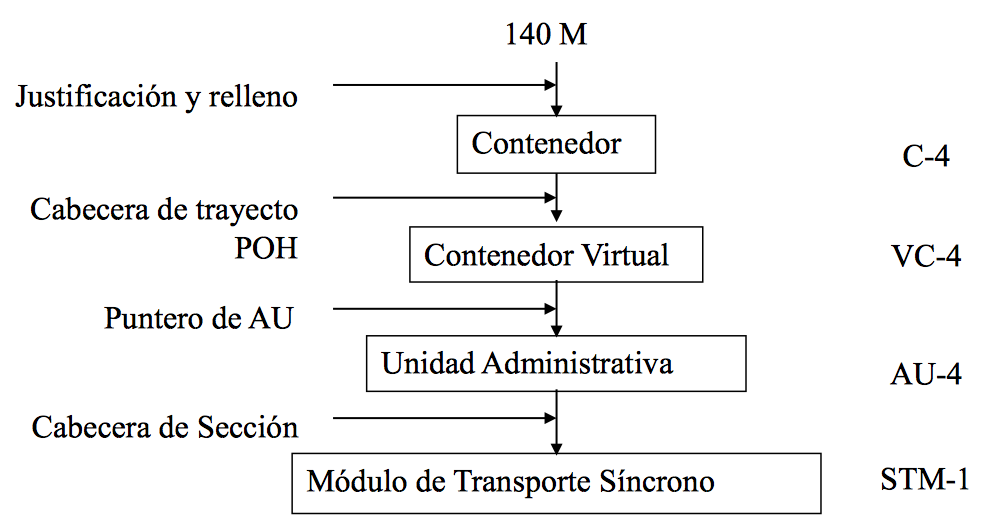 140 M
Justificación y relleno
Contenedor
C-4
Cabecera de trayecto
POH
Contenedor Virtual
VC-4
Puntero de AU
Unidad Administrativa
AU-4
Cabecera de Sección
Módulo de Transporte Síncrono
STM-1